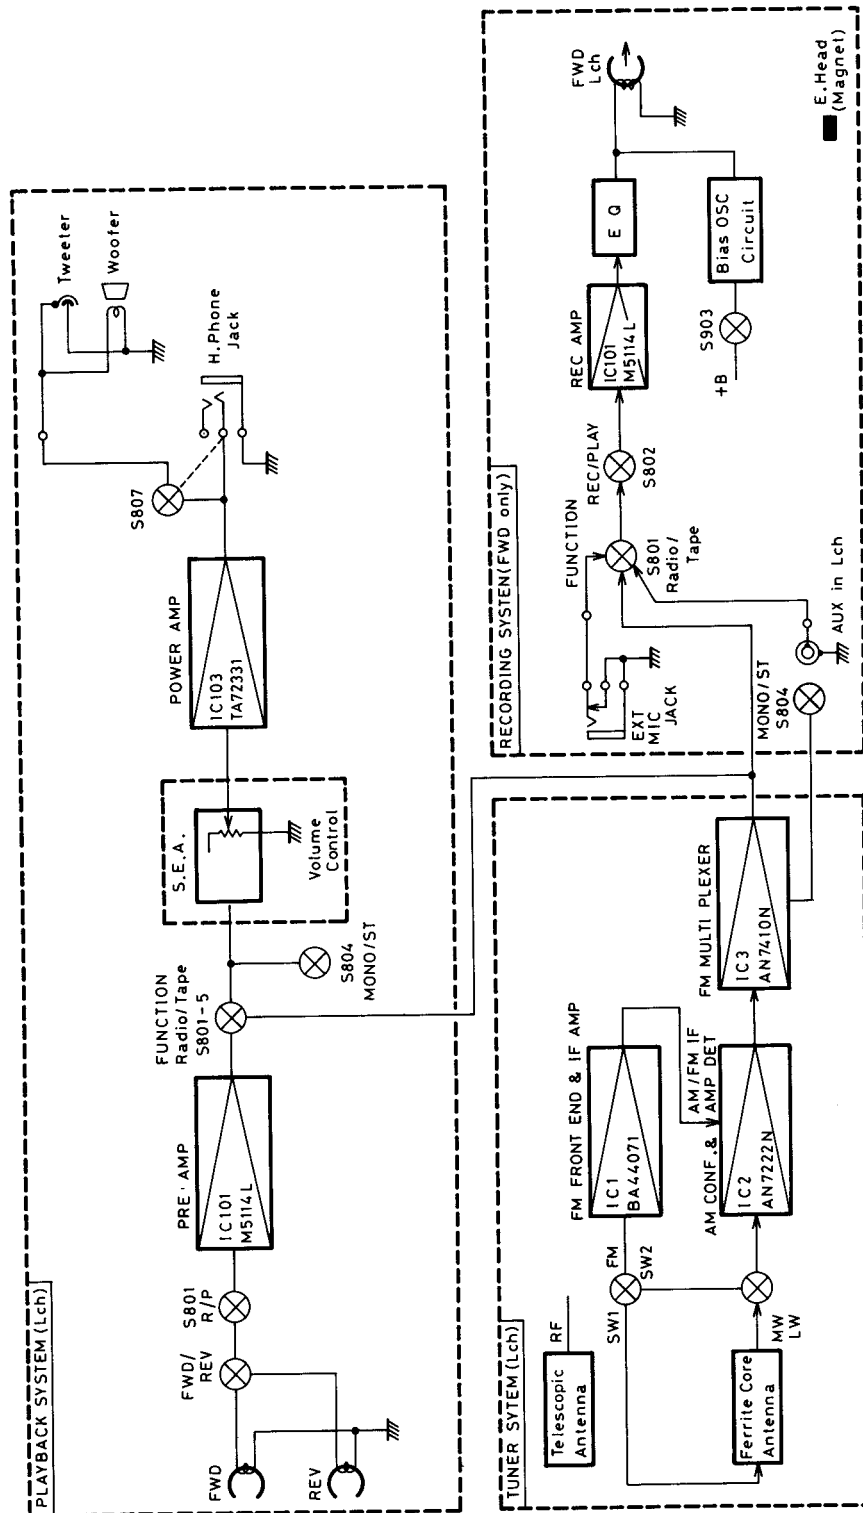 PLAYBACK SYSTEM (Lch)
FWD
REV
FWD/
REV
S801
R/P
PRE' AMP
IC101
M5114L
FUNCTION
Radio/Tape
S801-5
S804
MONO/ST
S.E.A.
Volume
Control
POWER AMP
IC103
TA72331
S807
H.Phone
Jack
Tweeter
Woofer
TUNER SYTEM (Lch)
Telescopic
Antenna
RF
Ferrite Core
Antenna
MW
LW
SW1
FM
SW2
FM FRONT END & IF AMP
IC1
BA44071
AM/FM IF
AM CONF.& AMP DET
IC2
AN7222N
FM MULTI PLEXER
IC3
AN7410N
RECORDING SYSTEM(FWD only)
EXT
MIC
JACK
MONO/ST
S804
AUX in Lch
FUNCTION
S801
Radio/
Tape
REC/PLAY
S802
REC AMP
IC101
M5114L
E Q
+B
S903
Bias OSC
Circuit
FWD
Lch
E.Head
(Magnet)